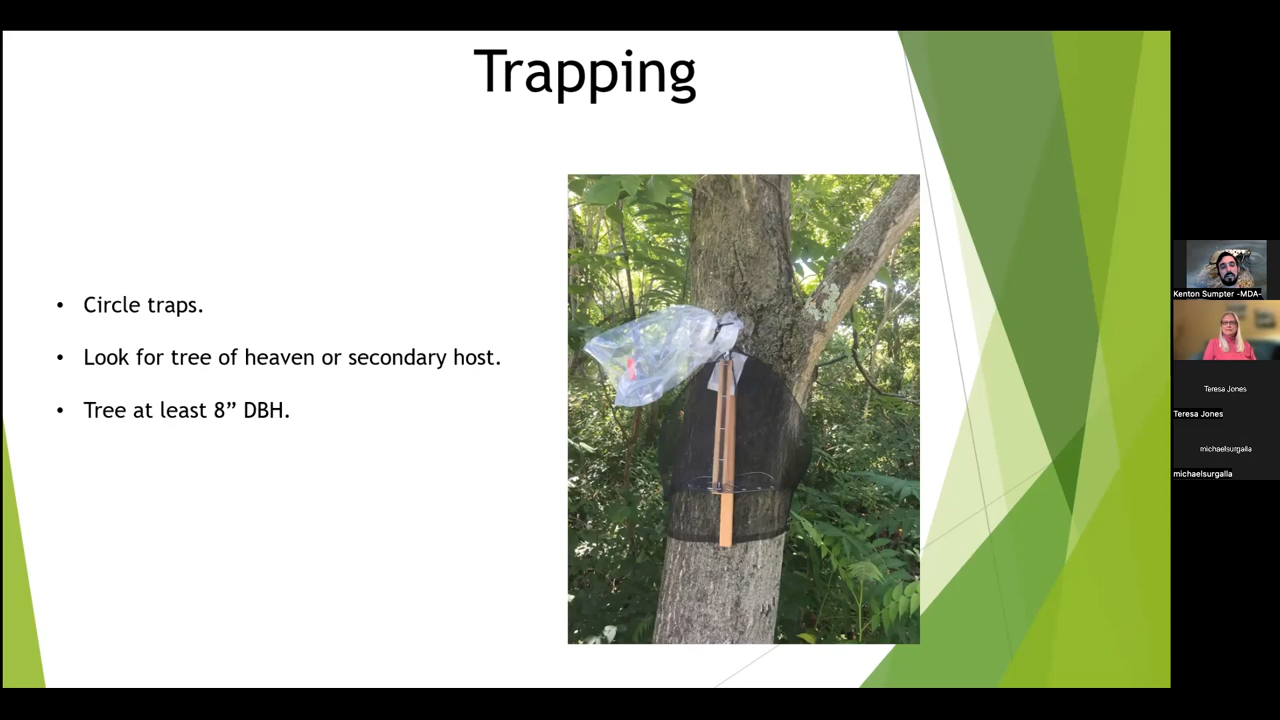 Trapping
• Circle traps.
• Look for tree of heaven or secondary host.
• Tree at least 8” DBH.
Kenton Sumpter -MDA-
Teresa Jones
Teresa Jones
michaelsurgalla
michaelsurgalla